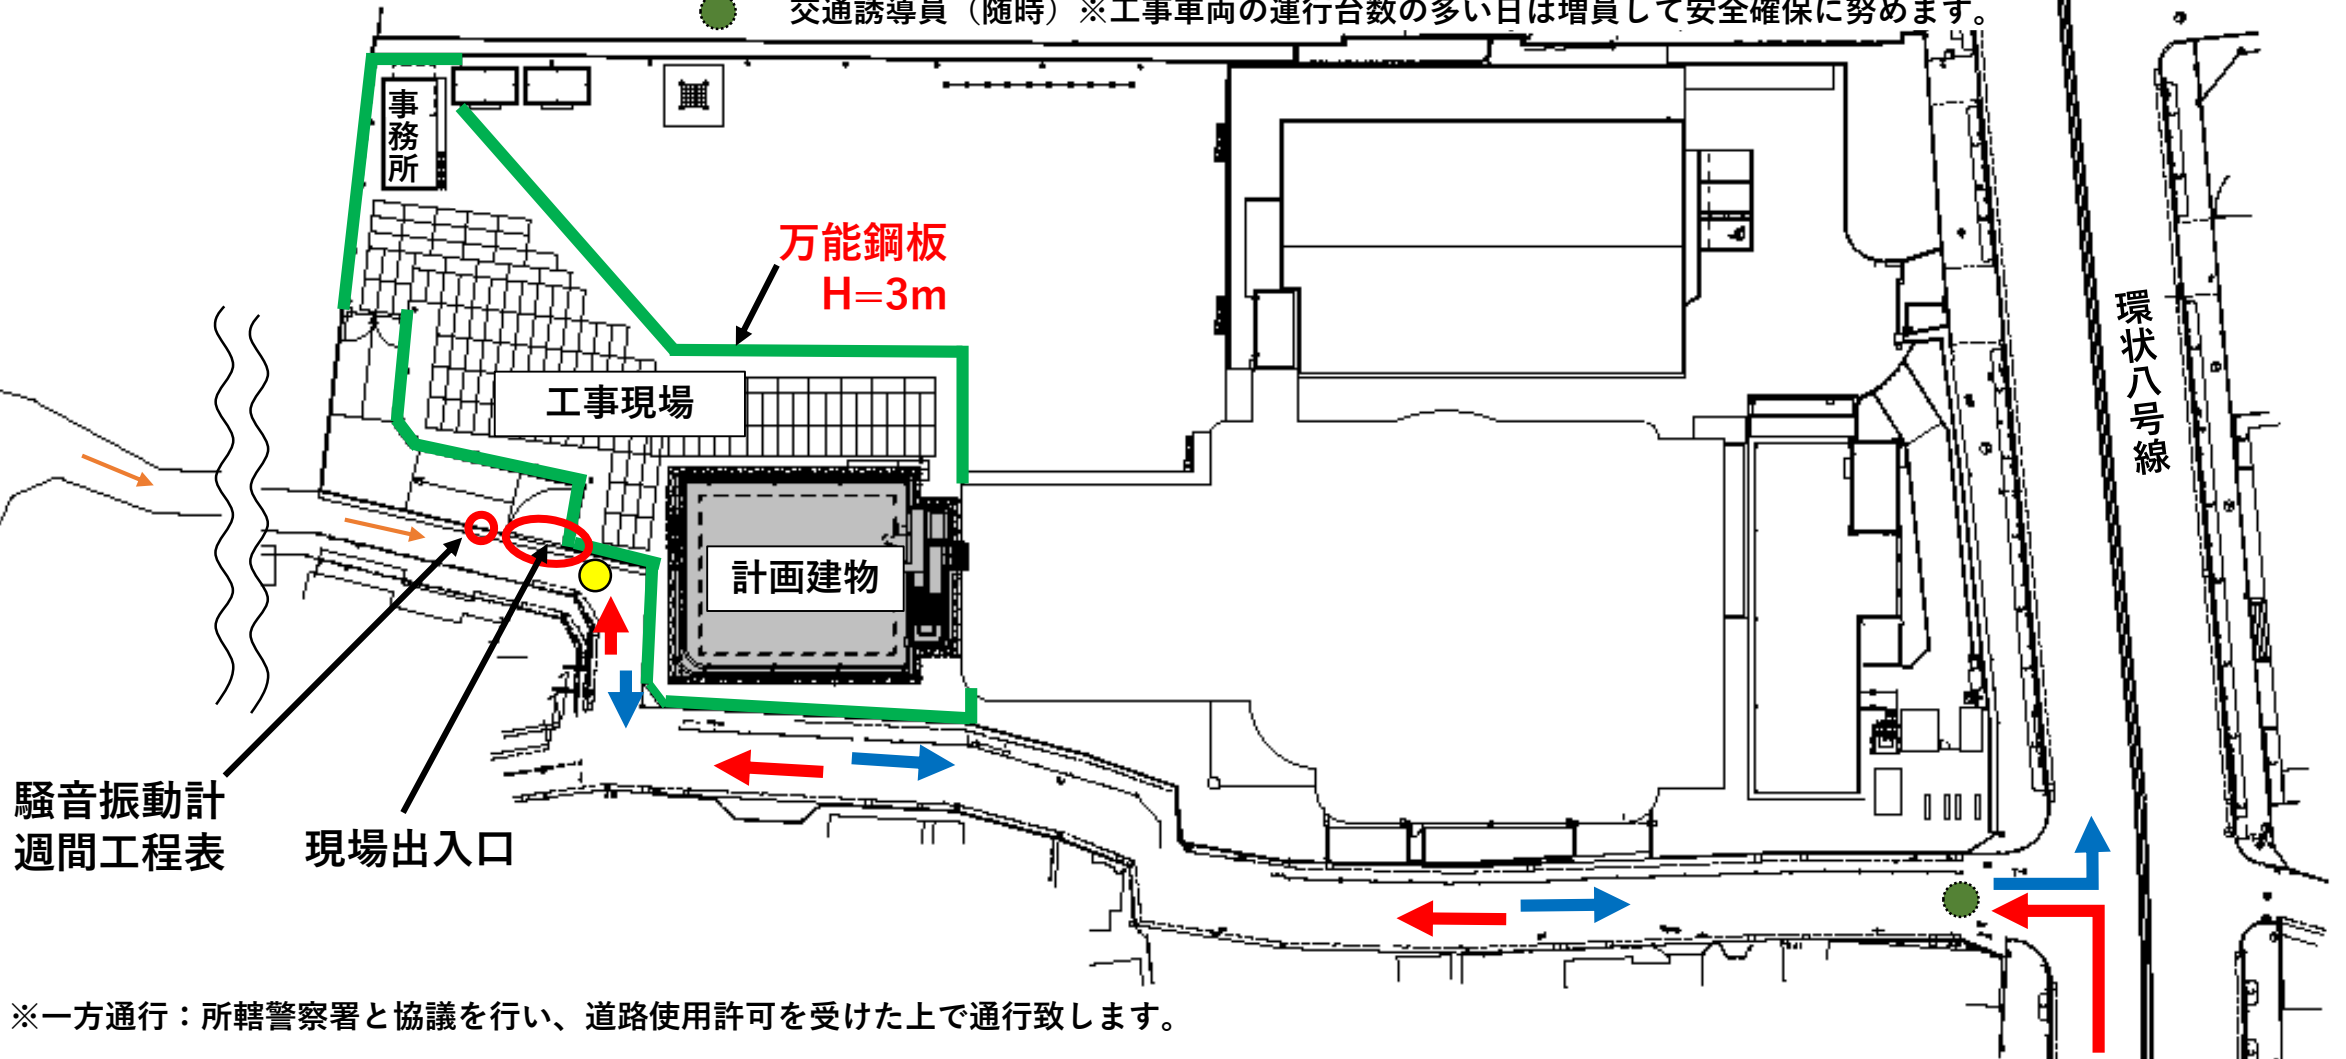 交通誘導員（随時）※工事車両の運行台数の多い日は増員して安全確保に努めます。
事務所
万能鋼板
H=3m
環状八号線
工事現場
計画建物
騒音振動計
週間工程表
現場出入口
※一方通行：所轄警察署と協議を行い、道路使用許可を受けた上で通行致します。